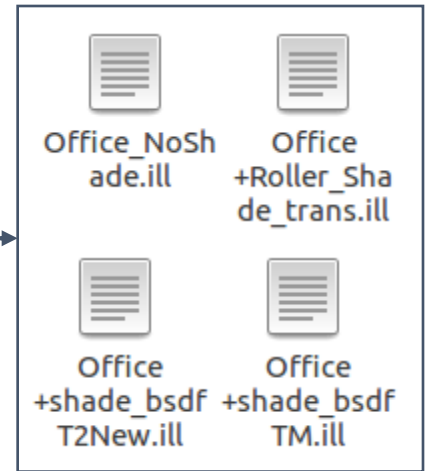 Office_NoSh
ade.ill
Office
+Roller_Sha
de_trans.ill
Office
+shade_bsdf
T2New.ill
Office
+shade_bsdf
TM.ill